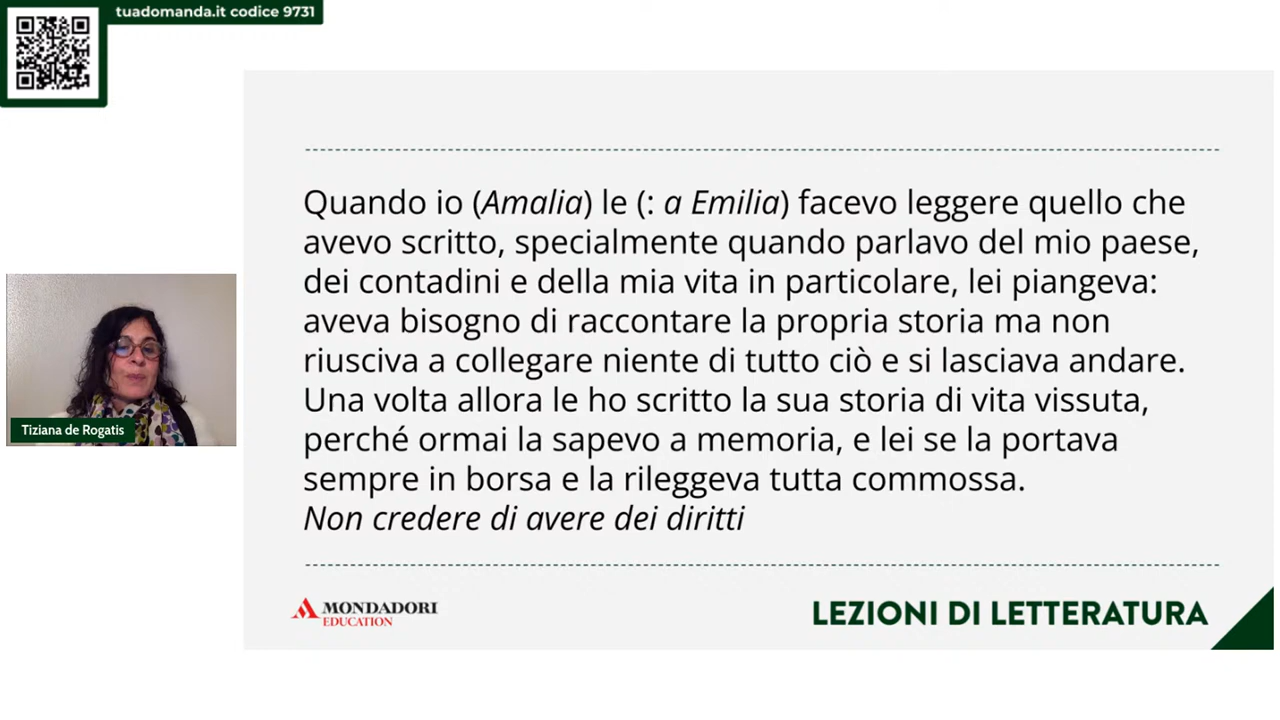 tuadomanda.it codice 9731
Quando io (Amalia) le (: a Emilia) facevo leggere quello che
avevo scritto, specialmente quando parlavo del mio paese,
dei contadini e della mia vita in particolare, lei piangeva:
aveva bisogno di raccontare la propria storia ma non
riusciva a collegare niente di tutto ciò e si lasciava andare.
Una volta allora le ho scritto la sua storia di vita vissuta,
perché ormai la sapevo a memoria, e lei se la portava
sempre in borsa e la rileggeva tutta commossa.
Non credere di avere dei diritti
Tiziana de Rogatis
MONDADORI
EDUCATION
LEZIONI DI LETTERATURA